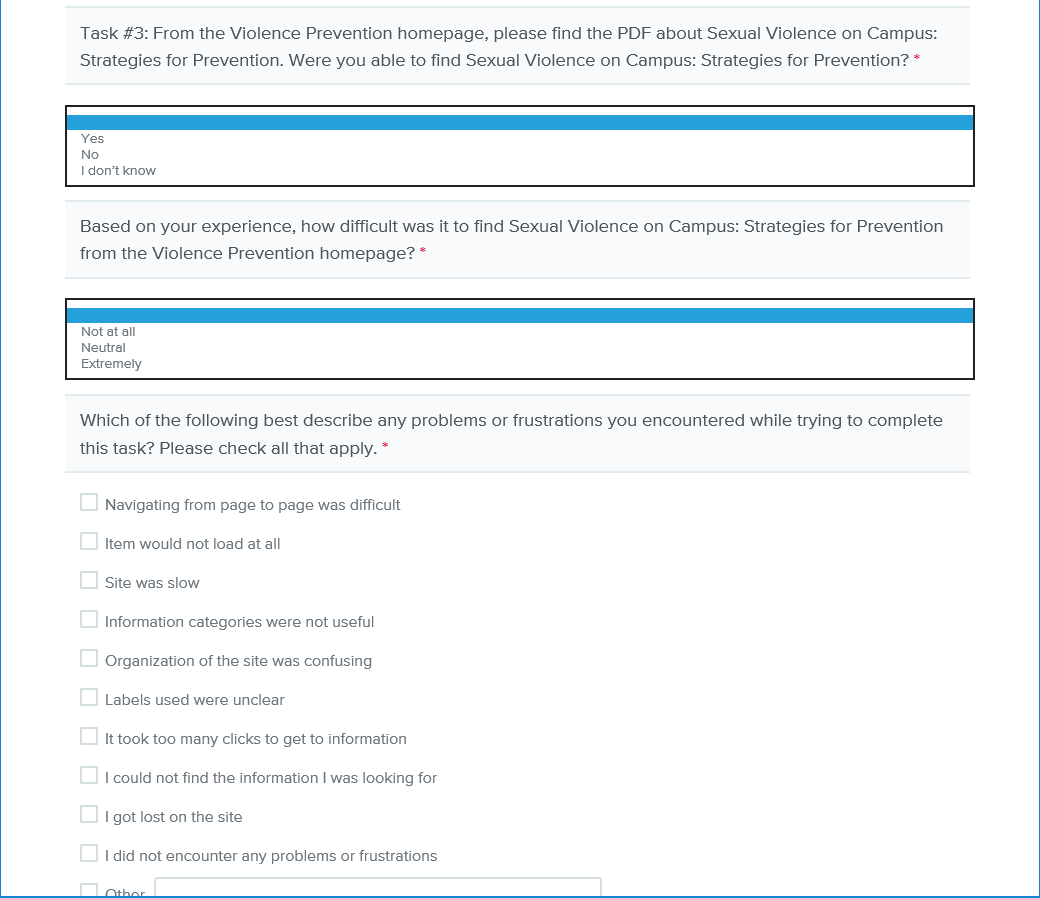 Task #3: From the Violence Prevention homepage, please find the PDF about Sexual Violence on Campus:
Strategies for Prevention. Were you able to find Sexual Violence on Campus: Strategies for Prevention? *
Yes
No
I don't know
Based on your experience, how difficult was it to find Sexual Violence on Campus: Strategies for Prevention
from the Violence Prevention homepage? *
Not at all
Neutral
Extremely
Which of the following best describe any problems or frustrations you encountered while trying to complete
this task? Please check all that apply. *
Navigating from page to page was difficult
Item would not load at all
Site was slow
Information categories were not useful
Organization of the site was confusing
Labels used were unclear
It took too many clicks to get to information
I could not find the information I was looking for
I got lost on the site
I did not encounter any problems or frustrations
Other